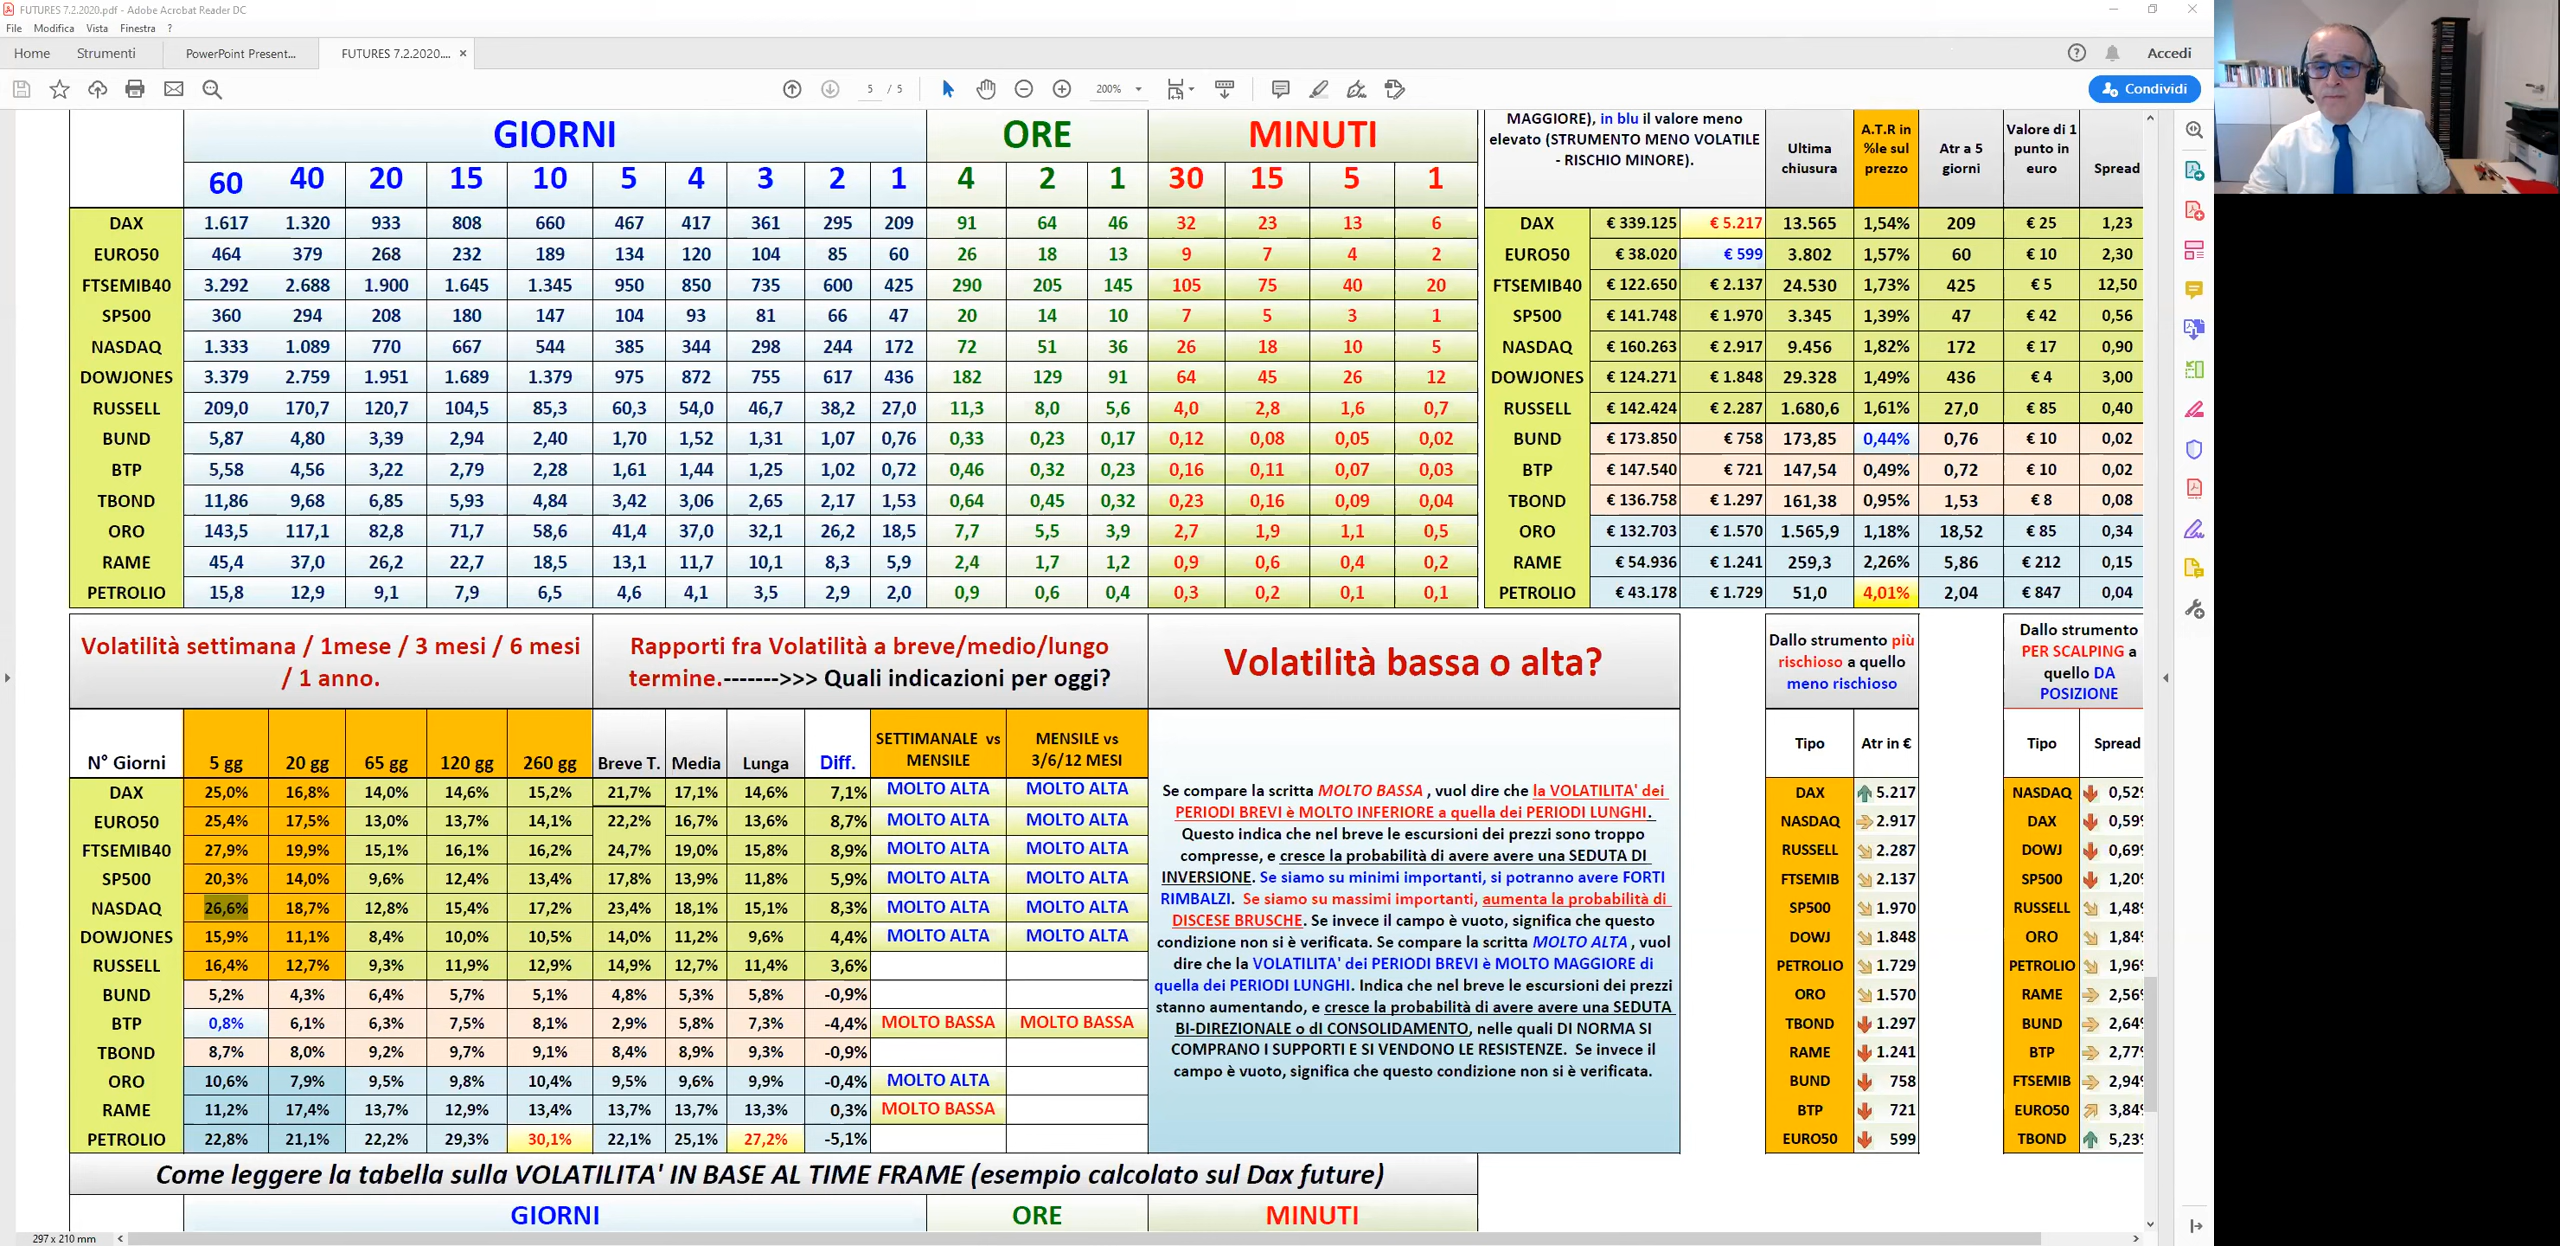 FUTURES 7.2.2020.pdf - Adobe Acrobat Reader DC
File Modifica Vista Finestra ?
Home Strumenti PowerPoint Present... FUTURES 7.2.2020.... × Accedi
5 / 5 200% Condividi
GIORNI ORE MINUTI
60 40 20 15 10 5 4 3 2 1 4 2 1 30 15 5 1
DAX 1.617 1.320 933 808 660 467 417 361 295 209 91 64 46 32 23 13 6
EURO50 464 379 268 232 189 134 120 104 85 60 26 18 13 9 7 4 2
FTSEMIB40 3.292 2.688 1.900 1.645 1.345 950 850 735 600 425 290 205 145 105 75 40 20
SP500 360 294 208 180 147 104 93 81 66 47 20 14 10 7 5 3 1
NASDAQ 1.333 1.089 770 667 544 385 344 298 244 172 72 51 36 26 18 10 5
DOWJONES 3.379 2.759 1.951 1.689 1.379 975 872 755 617 436 182 129 91 64 45 26 12
RUSSELL 209,0 170,7 120,7 104,5 85,3 60,3 54,0 46,7 38,2 27,0 11,3 8,0 5,6 4,0 2,8 1,6 0,7
BUND 5,87 4,80 3,39 2,94 2,40 1,70 1,52 1,31 1,07 0,76 0,33 0,23 0,17 0,12 0,08 0,05 0,02
BTP 5,58 4,56 3,22 2,79 2,28 1,61 1,44 1,25 1,02 0,72 0,46 0,32 0,23 0,16 0,11 0,07 0,03
TBOND 11,86 9,68 6,85 5,93 4,84 3,42 3,06 2,65 2,17 1,53 0,64 0,45 0,32 0,23 0,16 0,09 0,04
ORO 143,5 117,1 82,8 71,7 58,6 41,4 37,0 32,1 26,2 18,5 7,7 5,5 3,9 2,7 1,9 1,1 0,5
RAME 45,4 37,0 26,2 22,7 18,5 13,1 11,7 10,1 8,3 5,9 2,4 1,7 1,2 0,9 0,6 0,4 0,2
PETROLIO 15,8 12,9 9,1 7,9 6,5 4,6 4,1 3,5 2,9 2,0 0,9 0,6 0,4 0,3 0,2 0,1 0,1
MAGGIORE), in blu il valore meno
elevato (STRUMENTO MENO VOLATILE
- RISCHIO MINORE).
Ultima
chiusura
A.T.R in
%le sul
prezzo
Atr a 5
giorni
Valore di 1
punto in
euro
Spread
DAX € 339.125 € 5.217 13.565 1,54% 209 € 25 1,23
EURO50 € 38.020 € 599 3.802 1,57% 60 € 10 2,30
FTSEMIB40 € 122.650 € 2.137 24.530 1,73% 425 € 5 12,50
SP500 € 141.748 € 1.970 3.345 1,39% 47 € 42 0,56
NASDAQ € 160.263 € 2.917 9.456 1,82% 172 € 17 0,90
DOWJONES € 124.271 € 1.848 29.328 1,49% 436 € 4 3,00
RUSSELL € 142.424 € 2.287 1.680,6 1,61% 27,0 € 85 0,40
BUND € 173.850 € 758 173,85 0,44% 0,76 € 10 0,02
BTP € 147.540 € 721 147,54 0,49% 0,72 € 10 0,02
TBOND € 136.758 € 1.297 161,38 0,95% 1,53 € 8 0,08
ORO € 132.703 € 1.570 1.565,9 1,18% 18,52 € 85 0,34
RAME € 54.936 € 1.241 259,3 2,26% 5,86 € 212 0,15
PETROLIO € 43.178 € 1.729 51,0 4,01% 2,04 € 847 0,04
Volatilità settimana / 1mese / 3 mesi / 6 mesi
/ 1 anno.
Rapporti fra Volatilità a breve/medio/lungo
termine.------->>> Quali indicazioni per oggi?
Volatilità bassa o alta?
N° Giorni 5 gg 20 gg 65 gg 120 gg 260 gg Breve T. Media Lunga Diff.
SETTIMANALE vs
MENSILE
MENSILE vs
3/6/12 MESI
DAX 25,0% 16,8% 14,0% 14,6% 15,2% 21,7% 17,1% 14,6% 7,1% MOLTO ALTA MOLTO ALTA
EURO50 25,4% 17,5% 13,0% 13,7% 14,1% 22,2% 16,7% 13,6% 8,7% MOLTO ALTA MOLTO ALTA
FTSEMIB40 27,9% 19,9% 15,1% 16,1% 16,2% 24,7% 19,0% 15,8% 8,9% MOLTO ALTA MOLTO ALTA
SP500 20,3% 14,0% 9,6% 12,4% 13,4% 17,8% 13,9% 11,8% 5,9% MOLTO ALTA MOLTO ALTA
NASDAQ 26,6% 18,7% 12,8% 15,4% 17,2% 23,4% 18,1% 15,1% 8,3% MOLTO ALTA MOLTO ALTA
DOWJONES 15,9% 11,1% 8,4% 10,0% 10,5% 14,0% 11,2% 9,6% 4,4% MOLTO ALTA MOLTO ALTA
RUSSELL 16,4% 12,7% 9,3% 11,9% 12,9% 14,9% 12,7% 11,4% 3,6%
BUND 5,2% 4,3% 6,4% 5,7% 5,1% 4,8% 5,3% 5,8% -0,9%
BTP 0,8% 6,1% 6,3% 7,5% 8,1% 2,9% 5,8% 7,3% -4,4% MOLTO BASSA MOLTO BASSA
TBOND 8,7% 8,0% 9,2% 9,7% 9,1% 8,4% 8,9% 9,3% -0,9%
ORO 10,6% 7,9% 9,5% 9,8% 10,4% 9,5% 9,6% 9,9% -0,4% MOLTO ALTA
RAME 11,2% 17,4% 13,7% 12,9% 13,4% 13,7% 13,7% 13,3% 0,3% MOLTO BASSA
PETROLIO 22,8% 21,1% 22,2% 29,3% 30,1% 22,1% 25,1% 27,2% -5,1%
Se compare la scritta MOLTO BASSA , vuol dire che la VOLATILITA' dei
PERIODI BREVI è MOLTO INFERIORE a quella dei PERIODI LUNGHI.
Questo indica che nel breve le escursioni dei prezzi sono troppo
compresse, e cresce la probabilità di avere avere una SEDUTA DI
INVERSIONE. Se siamo su minimi importanti, si potranno avere FORTI
RIMBALZI. Se siamo su massimi importanti, aumenta la probabilità di
DISCESE BRUSCHE. Se invece il campo è vuoto, significa che questo
condizione non si è verificata. Se compare la scritta MOLTO ALTA , vuol
dire che la VOLATILITA' dei PERIODI BREVI è MOLTO MAGGIORE di
quella dei PERIODI LUNGHI. Indica che nel breve le escursioni dei prezzi
stanno aumentando, e cresce la probabilità di avere avere una SEDUTA
BI-DIREZIONALE o di CONSOLIDAMENTO, nelle quali DI NORMA SI
COMPRANO I SUPPORTI E SI VENDONO LE RESISTENZE. Se invece il
campo è vuoto, significa che questo condizione non si è verificata.
Dallo strumento più
rischioso a quello
meno rischioso
Tipo Atr in €
DAX 5.217
NASDAQ 2.917
RUSSELL 2.287
FTSEMIB 2.137
SP500 1.970
DOWJ 1.848
PETROLIO 1.729
ORO 1.570
TBOND 1.297
RAME 1.241
BUND 758
BTP 721
EURO50 599
Dallo strumento
PER SCALPING a
quello DA
POSIZIONE
Tipo Spread
NASDAQ 0,52%
DAX 0,59%
DOWJ 0,69%
SP500 1,20%
RUSSELL 1,48%
ORO 1,84%
PETROLIO 1,96%
RAME 2,56%
BUND 2,64%
BTP 2,77%
FTSEMIB 2,94%
EURO50 3,84%
TBOND 5,23%
Come leggere la tabella sulla VOLATILITA' IN BASE AL TIME FRAME (esempio calcolato sul Dax future)
GIORNI ORE MINUTI
297 x 210 mm